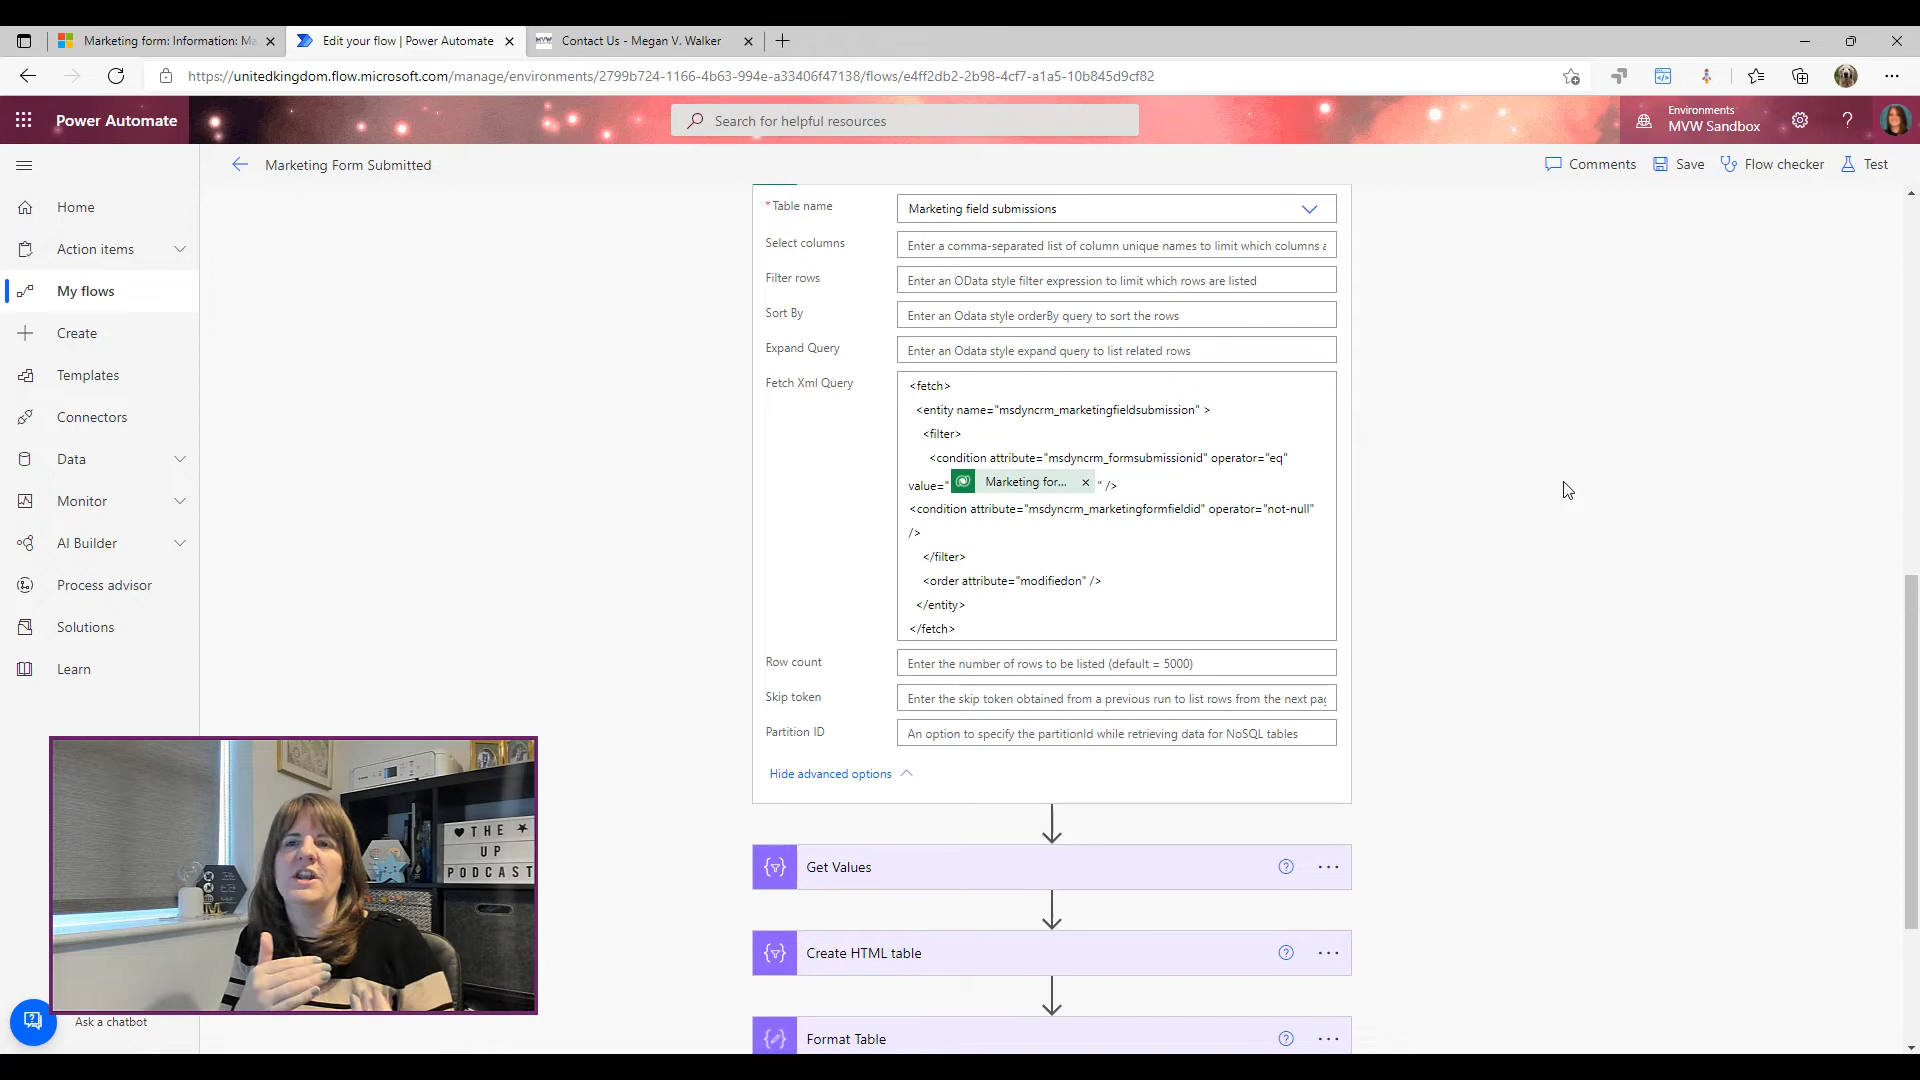 Marketing form: Information: Ma
Edit your flow | Power Automate
MVW
Contact Us - Megan V. Walker
https://unitedkingdom.flow.microsoft.com/manage/environments/2799b724-1166-4b63-994e-a33406f47138/flows/e4ff2db2-2b98-4cf7-a1a5-10b845d9cf82
Power Automate
Search for helpful resources
Environments
MVW Sandbox
?
Marketing Form Submitted
Comments
Save
Flow checker
Test
Home
Action items
My flows
Create
Templates
Connectors
Data
Monitor
AI Builder
Process advisor
Solutions
Learn
Ask a chatbot
* Table name
Marketing field submissions
Select columns
Enter a comma-separated list of column unique names to limit which columns a
Filter rows
Enter an OData style filter expression to limit which rows are listed
Sort By
Enter an Odata style orderBy query to sort the rows
Expand Query
Enter an Odata style expand query to list related rows
Fetch Xml Query
<fetch>
<entity name="msdyncrm_marketingfieldsubmission" >
<filter>
<condition attribute="msdyncrm_formsubmissionid" operator="eq"
value=" Marketing for... × " />
<condition attribute="msdyncrm_marketingformfieldid" operator="not-null"
/>
</filter>
<order attribute="modifiedon" />
</entity>
</fetch>
Row count
Enter the number of rows to be listed (default = 5000)
Skip token
Enter the skip token obtained from a previous run to list rows from the next pag
Partition ID
An option to specify the partitionId while retrieving data for NoSQL tables
Hide advanced options
Get Values
Create HTML table
Format Table
THE
UP
PODCAST